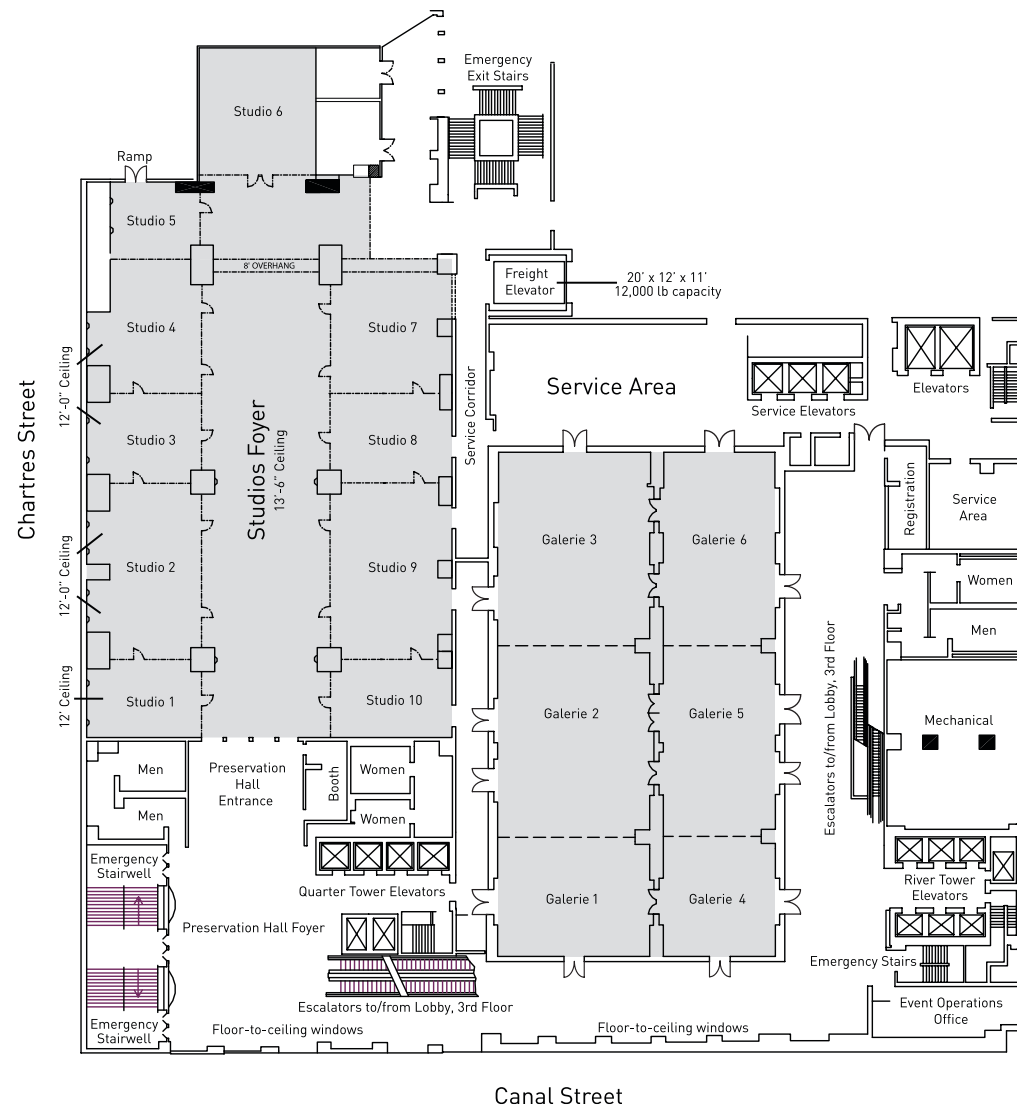 Emergency
Exit Stairs
Studio 6
Ramp
Studio 5
8' OVERHANG
Freight
Elevator
20' x 12' x 11'
12,000 lb capacity
Studio 4
Studio 7
12'-0" Ceiling
Chartres Street
Studios Foyer
13'-6" Ceiling
Service Corridor
Service Area
Service Elevators
Elevators
Studio 3
Studio 8
Registration
Service
Area
Galerie 3
Galerie 6
Studio 2
Studio 9
12'-0" Ceiling
Women
Men
Escalators to/from Lobby, 3rd Floor
12' Ceiling
Studio 1
Studio 10
Galerie 2
Galerie 5
Mechanical
Men
Preservation
Hall
Entrance
Booth
Women
Men
Women
Emergency
Stairwell
Quarter Tower Elevators
River Tower
Elevators
Galerie 1
Galerie 4
Preservation Hall Foyer
Emergency Stairs
Escalators to/from Lobby, 3rd Floor
Event Operations
Office
Emergency
Stairwell
Floor-to-ceiling windows
Floor-to-ceiling windows
Canal Street